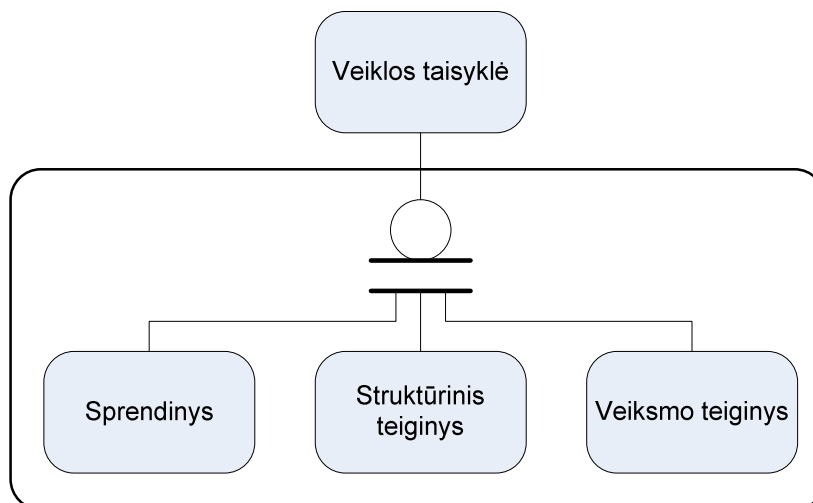 Veiklos taisyklė
Sprendinys
Struktūrinis
teiginys
Veiksmo teiginys